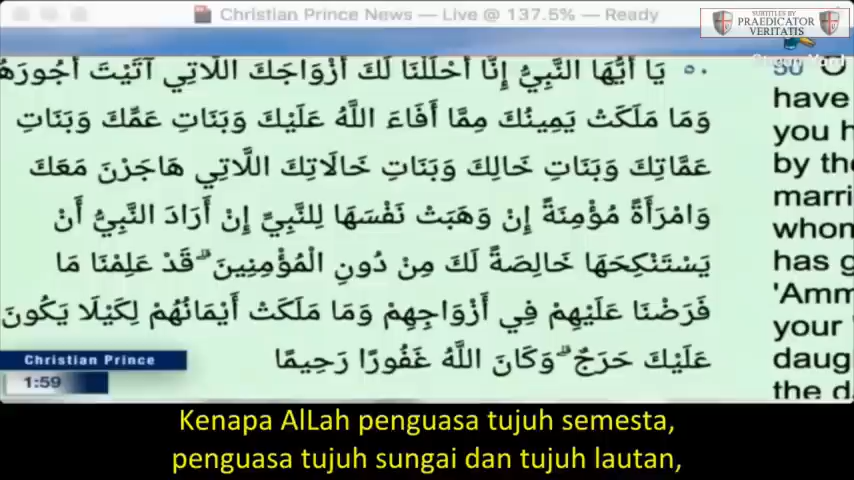 Christian Prince News — Live @ 137.5% — Ready
SUBTITLES BY
PRAEDICATOR
VERITATIS
٥٠ يَا أَيُّهَا النَّبِيُّ إِنَّا أَحْلَلْنَا لَكَ أَزْوَاجَكَ اللَّاتِي آتَيْتَ أُجُورَهُ
وَمَا مَلَكَتْ يَمِينُكَ مِمَّا أَفَاءَ اللَّهُ عَلَيْكَ وَبَنَاتِ عَمِّكَ وَبَنَاتِ
عَمَّاتِكَ وَبَنَاتِ خَالِكَ وَبَنَاتِ خَالَاتِكَ اللَّاتِي هَاجَرْنَ مَعَكَ
وَامْرَأَةً مُؤْمِنَةً إِنْ وَهَبَتْ نَفْسَهَا لِلنَّبِيِّ إِنْ أَرَادَ النَّبِيُّ أَنْ
يَسْتَنْكِحَهَا خَالِصَةً لَكَ مِنْ دُونِ الْمُؤْمِنِينَ ۗ قَدْ عَلِمْنَا مَا
فَرَضْنَا عَلَيْهِمْ فِي أَزْوَاجِهِمْ وَمَا مَلَكَتْ أَيْمَانُهُمْ لِكَيْلَا يَكُونَ
عَلَيْكَ حَرَجٌ ۗ وَكَانَ اللَّهُ غَفُورًا رَحِيمًا
50 O
have
you h
by the
marri
whom
has g
'Amm
your '
daug
the d
Christian Prince
1:59
Kenapa AlLah penguasa tujuh semesta,
penguasa tujuh sungai dan tujuh lautan,